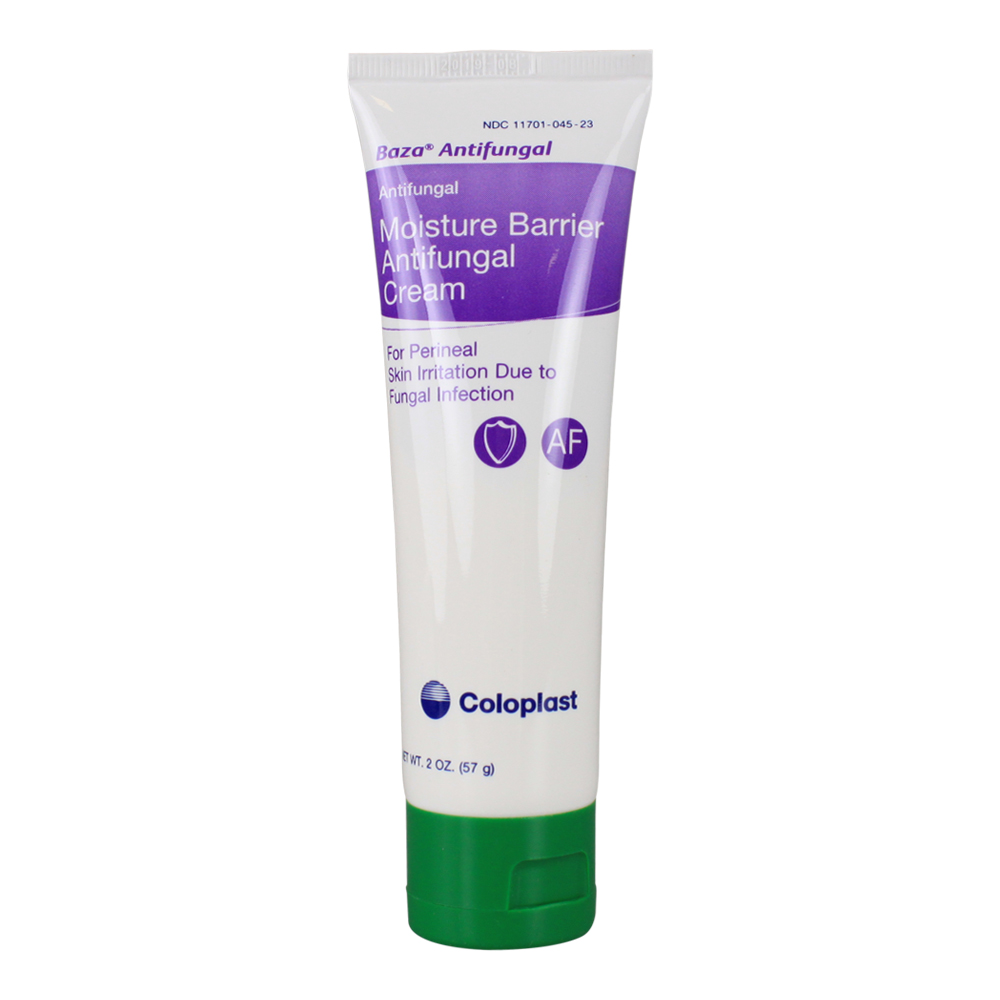 NDC 11701-045-23
Baza® Antifungal
Antifungal
Moisture Barrier
Antifungal
Cream
For Perineal
Skin Irritation Due to
Fungal Infection
AF
Coloplast
NET WT. 2 OZ. (57 g)